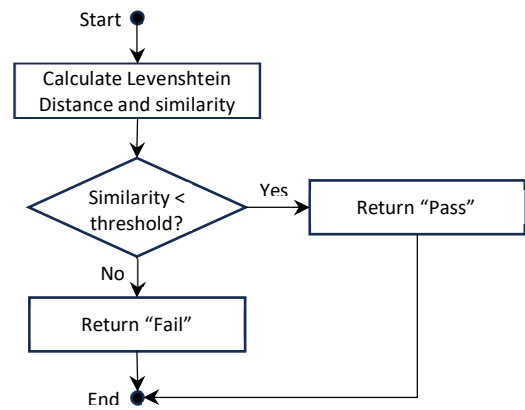 Start
Calculate Levenshtein
Distance and similarity
Similarity <
threshold?
Yes
Return “Pass”
No
Return “Fail”
End